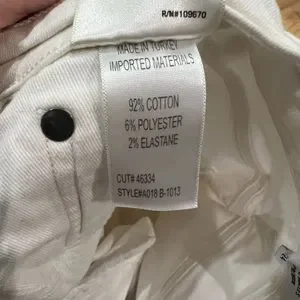 R/N#109670
MADE IN TURKEY
IMPORTED MATERIALS
92% COTTON
6% POLYESTER
2% ELASTANE
CUT# 46334
STYLE#A018 B-1013